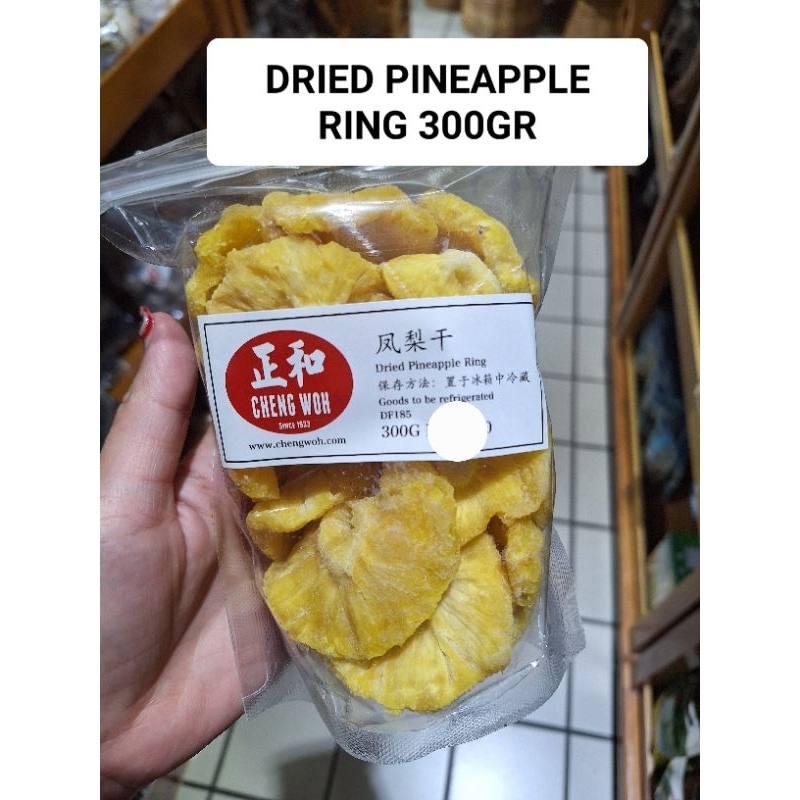 DRIED PINEAPPLE
RING 300GR
正和
CHENG WOH
Since 1933
www.chengwoh.com
凤梨干
Dried Pineapple Ring
保存方法: 置于冰箱中冷藏
Goods to be refrigerated
DF185
300G